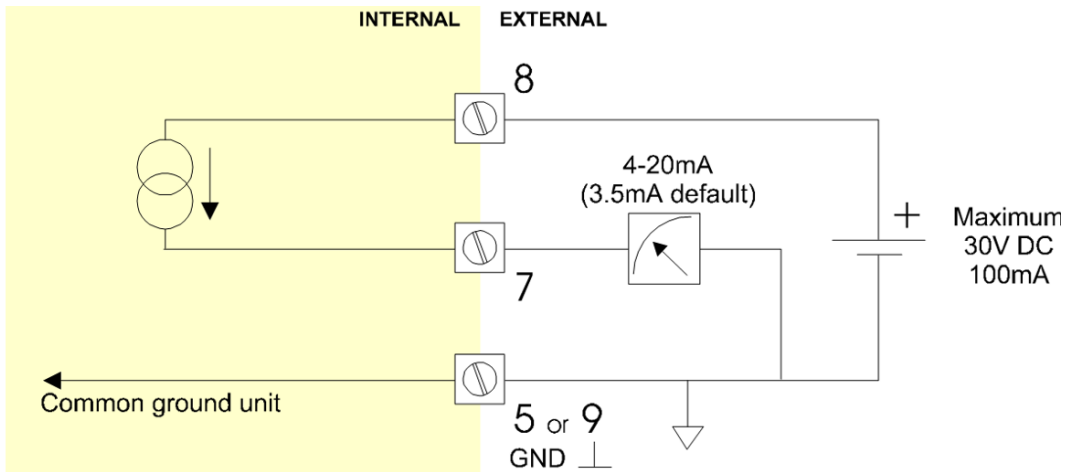 INTERNAL EXTERNAL
8
4-20mA
(3.5mA default)
+
Maximum
30V DC
100mA
7
Common ground unit
5 or 9
GND